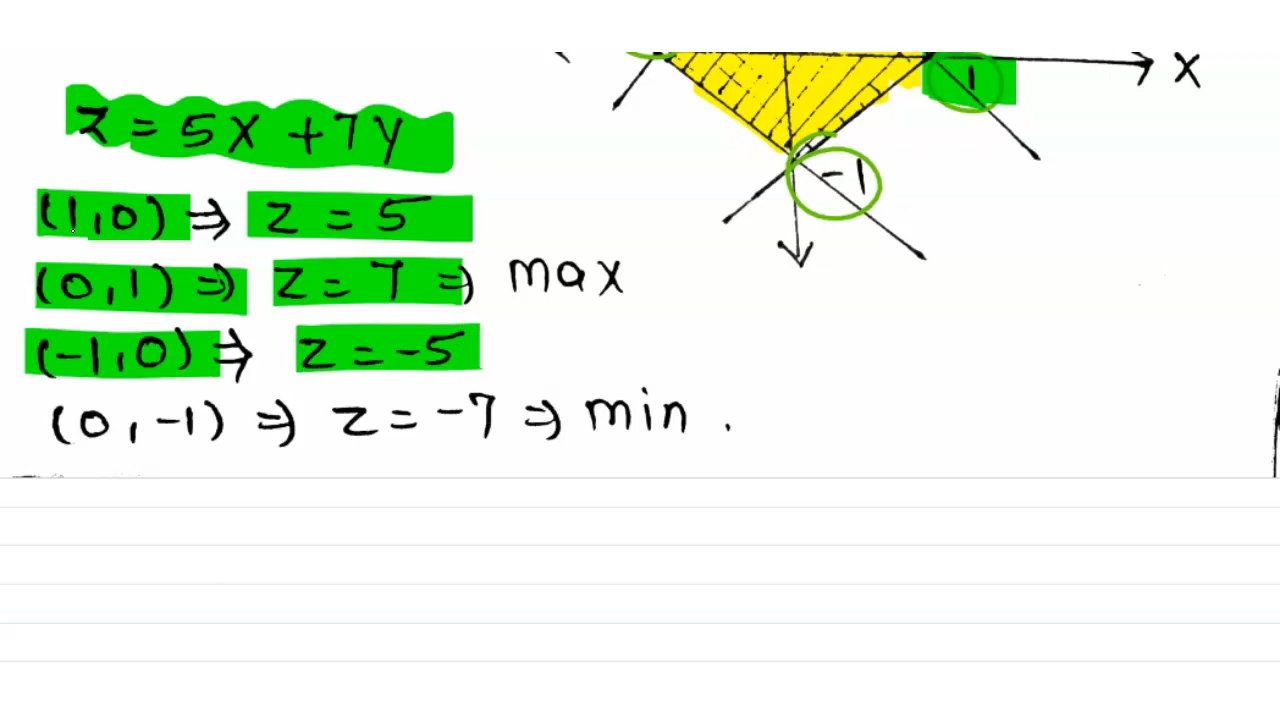 X
1
-1
z = 5x + 7y
(1,0) ⇒ z = 5
(0,1) ⇒ z = 7 ⇒ max
(-1,0) ⇒ z = -5
(0,-1) ⇒ z = -7 ⇒ min.